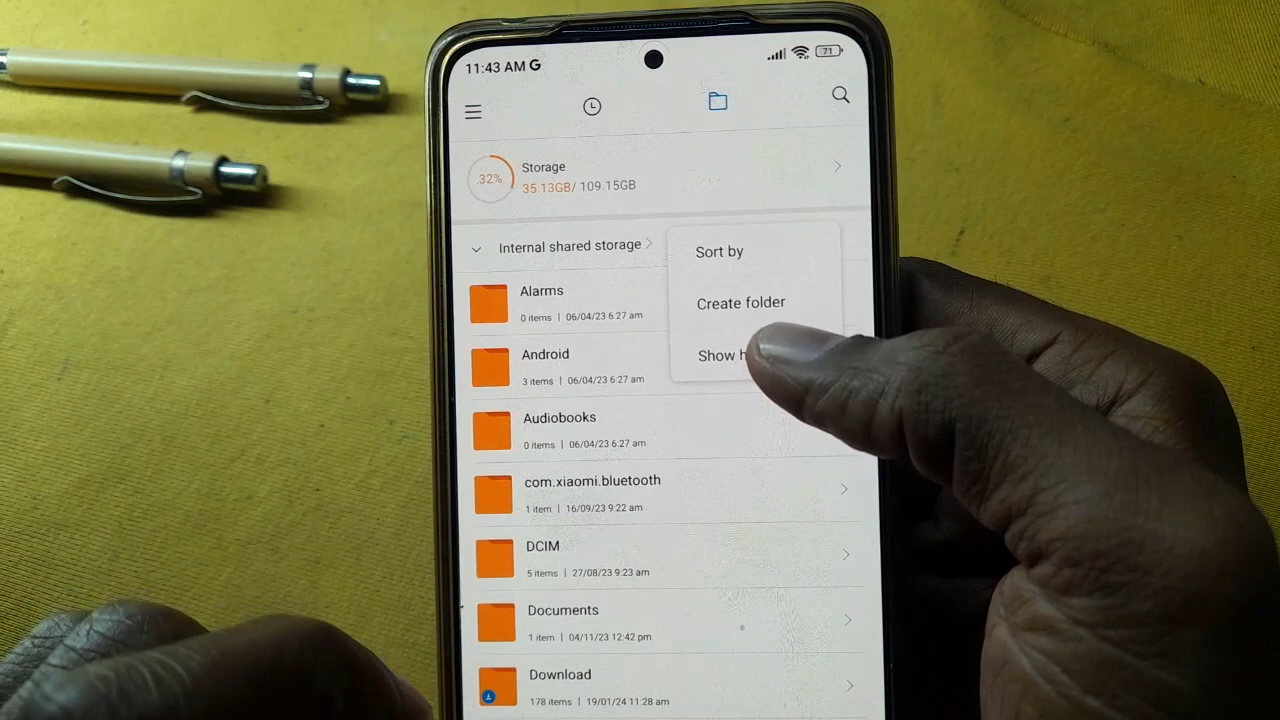 11:43 AM G
71
32%
Storage
35.13GB/ 109.15GB
Internal shared storage
Sort by
Create folder
Show h
Alarms
0 items | 06/04/23 6:27 am
Android
3 items | 06/04/23 6:27 am
Audiobooks
0 items | 06/04/23 6:27 am
com.xiaomi.bluetooth
1 item | 16/09/23 9:22 am
DCIM
5 items | 27/08/23 9:23 am
Documents
1 item | 04/11/23 12:42 pm
Download
178 items | 19/01/24 11:28 am